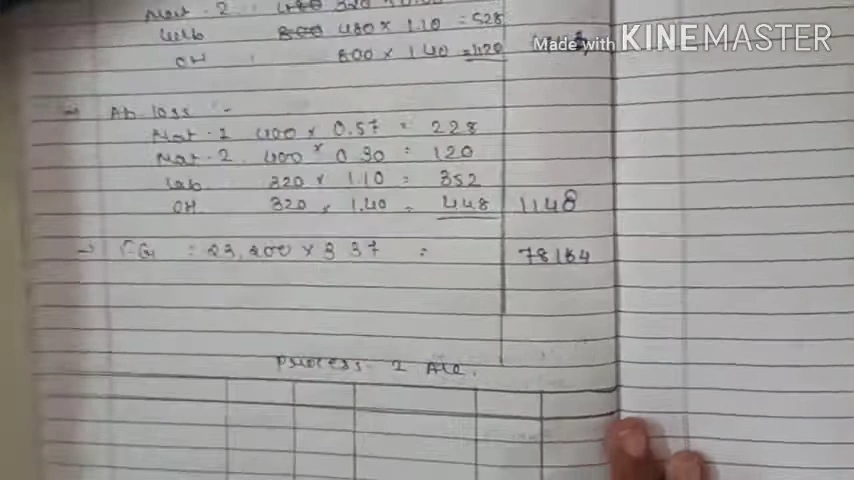 Mat. 2
Lab 480 × 1.10 = 528
OH 800 × 1.40 = 1120
Made with KINEMASTER
→ Ab loss :-
Mat. 1 400 × 0.57 = 228
Mat. 2 400 × 0.30 = 120
Lab. 320 × 1.10 = 352
OH 320 × 1.40 = 448 1148
→ FG = 23,200 × 3.37 = 78184
Process-2 A/c.